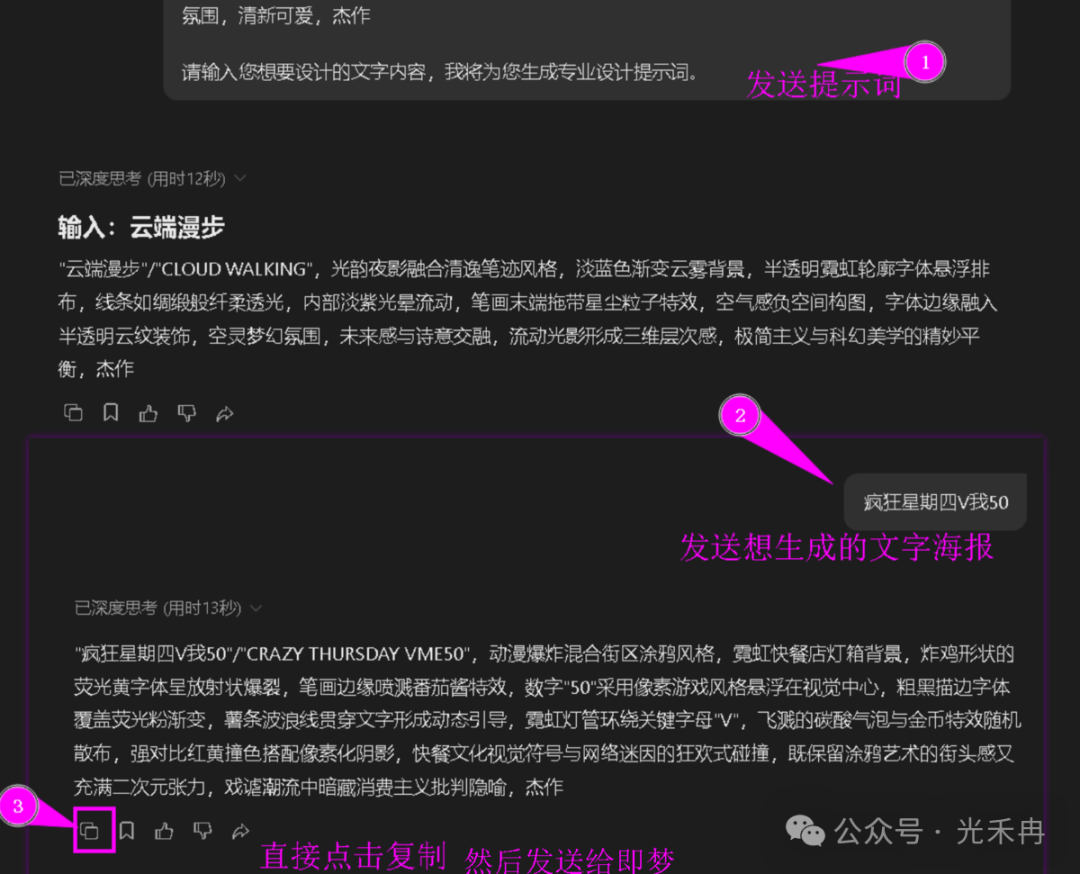 氛围，清新可爱，杰作
请输入您想要设计的文字内容，我将为您生成专业设计提示词。
1
发送提示词
已深度思考 (用时12秒)
输入：云端漫步
"云端漫步"/"CLOUD WALKING"，光韵夜影融合清逸笔迹风格，淡蓝色渐变云雾背景，半透明霓虹轮廓字体悬浮排
布，线条如绸缎般纤柔透光，内部淡紫光晕流动，笔画末端拖带星尘粒子特效，空气感负空间构图，字体边缘融入
半透明云纹装饰，空灵梦幻氛围，未来感与诗意交融，流动光影形成三维层次感，极简主义与科幻美学的精妙平
衡，杰作
2
疯狂星期四V我50
发送想生成的文字海报
已深度思考 (用时13秒)
"疯狂星期四V我50"/"CRAZY THURSDAY VME50"，动漫爆炸混合街区涂鸦风格，霓虹快餐店灯箱背景，炸鸡形状的
荧光黄字体呈放射状爆裂，笔画边缘喷溅番茄酱特效，数字"50"采用像素游戏风格悬浮在视觉中心，粗黑描边字体
覆盖荧光粉渐变，薯条波浪线贯穿文字形成动态引导，霓虹灯管环绕关键字母"V"，飞溅的碳酸气泡与金币特效随机
散布，强对比红黄撞色搭配像素化阴影，快餐文化视觉符号与网络迷因的狂欢式碰撞，既保留涂鸦艺术的街头感又
充满二次元张力，戏谑潮流中暗藏消费主义批判隐喻，杰作
3
直接点击复制 然后发送给即梦
公众号 · 光禾冉